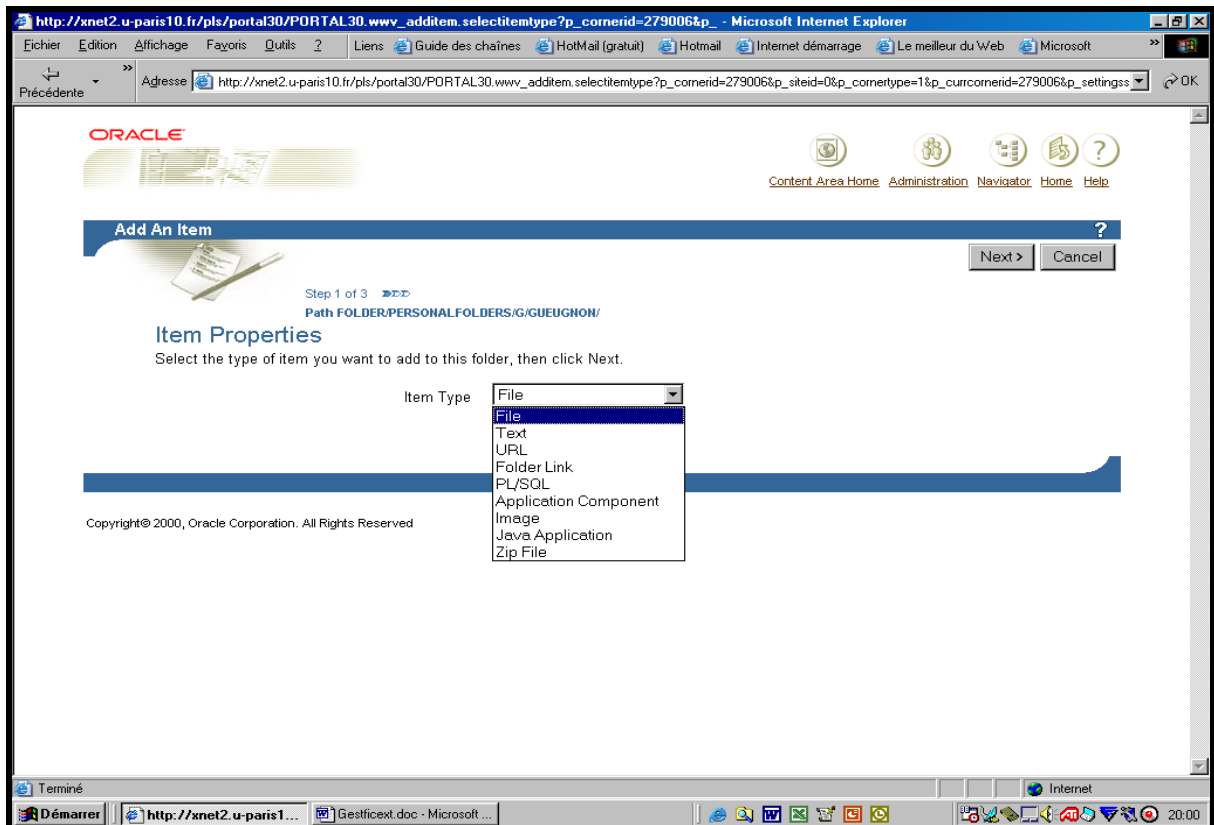 http://xnet2.u-paris10.fr/pls/portal30/PORTAL30.wwv_additem.selectitemtype?p_cornerid=279006&p_ - Microsoft Internet Explorer
Fichier Edition Affichage Favoris Outils ? Liens Guide des chaînes HotMail (gratuit) Hotmail Internet démarrage Le meilleur du Web Microsoft »
Précédente » Adresse http://xnet2.u-paris10.fr/pls/portal30/PORTAL30.wwv_additem.selectitemtype?p_cornerid=279006&p_siteid=0&p_cornertype=1&p_currcornerid=279006&p_settingss OK
ORACLE
Content Area Home Administration Navigator Home Help
Add An Item ?
Next > Cancel
Step 1 of 3
Path FOLDER/PERSONALFOLDERS/G/GUEUGNON/
Item Properties
Select the type of item you want to add to this folder, then click Next.
Item Type File
File
Text
URL
Folder Link
PL/SQL
Application Component
Image
Java Application
Zip File
Copyright© 2000, Oracle Corporation. All Rights Reserved
Terminé Internet
Démarrer http://xnet2.u-paris1... Gestficext.doc - Microsoft ... 20:00